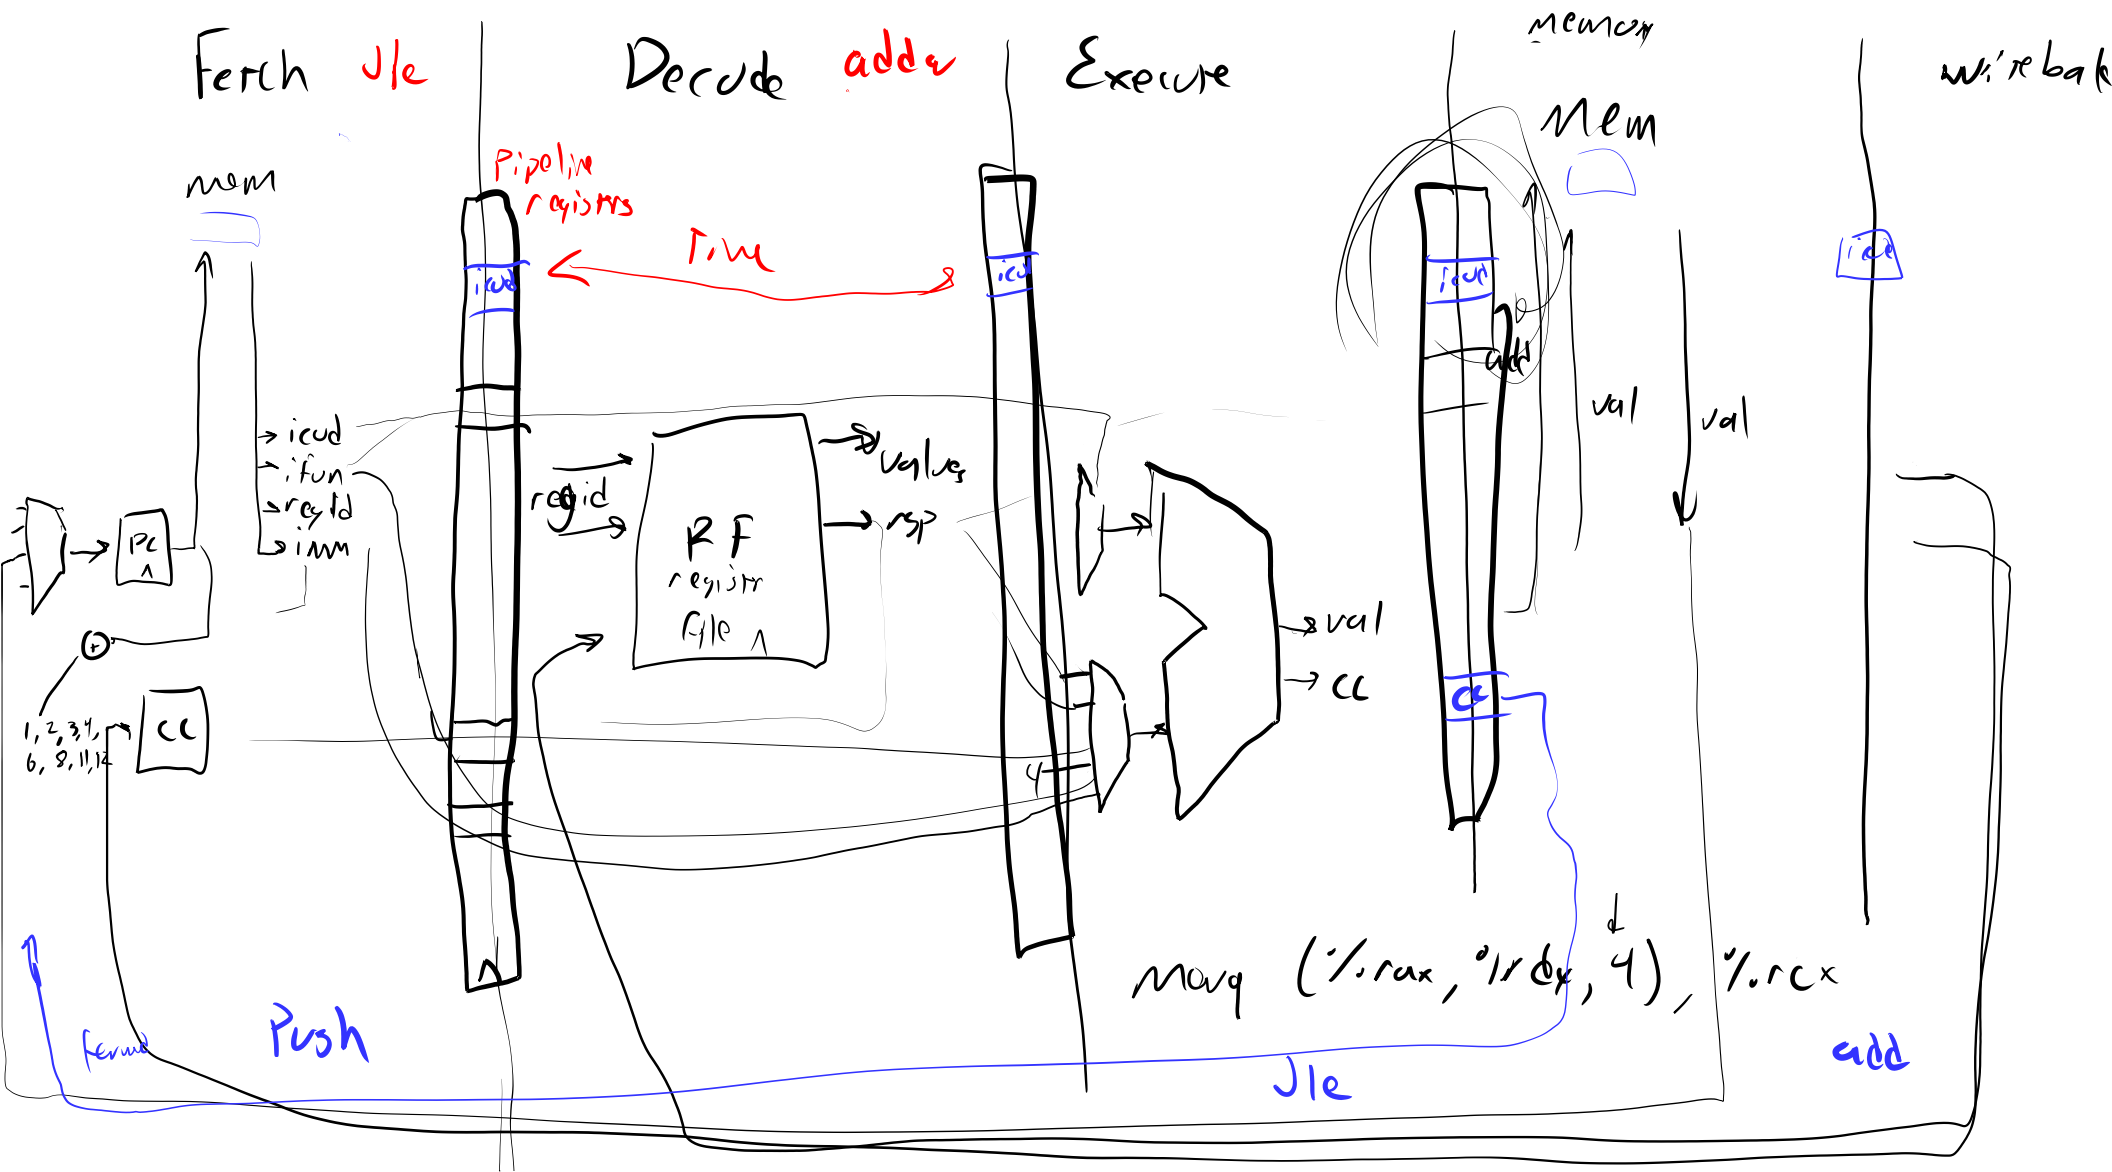 Fetch Jle
Decode addq
Execute
memory
writeback
Mem
mem
Pipeline
registers
Time
icod
icod
icod
icod
add
val
val
icod
ifun
regId
imm
regid
values
rsp
RF
register
file
PC
+
1, 2, 3, 4,
6, 8, 11, 12
CC
4
val
CC
CC
movq (%rax, %rdx, 4), %rcx
Push
Jle
add